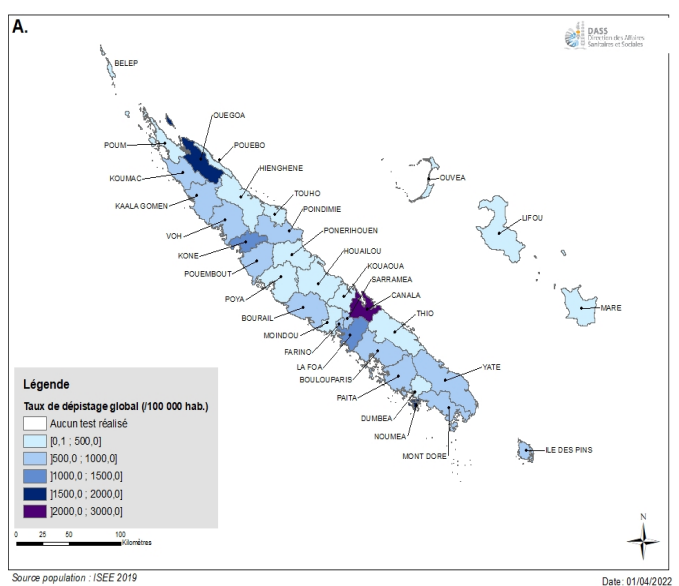 A.
DASS
Direction des Affaires
Sanitaires et Sociales
BELEP
OUEGOA
POUM
POUEBO
KOUMAC
HIENGHENE
OUVEA
KAALA GOMEN
TOUHO
POINDIMIE
LIFOU
VOH
PONERIHOUEN
KONE
HOUAILOU
POUEMBOUT
KOUAOUA
SARRAMEA
CANALA
POYA
MARE
BOURAIL
THIO
MOINDOU
FARINO
LA FOA
YATE
BOULOUPARIS
PAITA
DUMBEA
NOUMEA
MONT DORE
ILE DES PINS
Légende
Taux de dépistage global (/100 000 hab.)
Aucun test réalisé
[0,1 ; 500,0]
]500,0 ; 1000,0]
]1000,0 ; 1500,0]
]1500,0 ; 2000,0]
]2000,0 ; 3000,0]
0 25 50 100
Kilomètres
N
Source population : ISEE 2019
Date: 01/04/2022